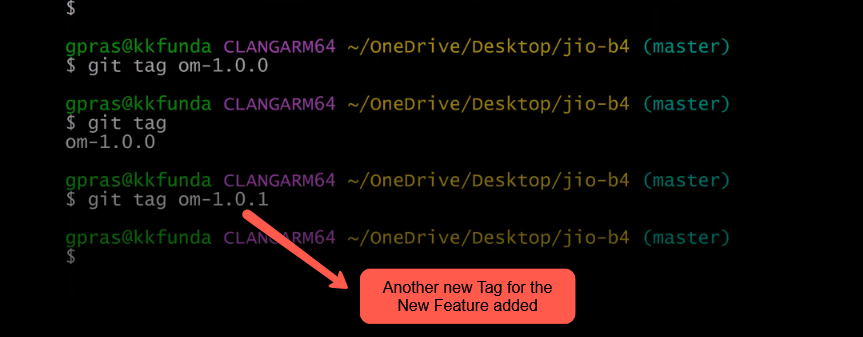 $
gpras@kkfunda CLANGARM64 ~/OneDrive/Desktop/jio-b4 (master)
$ git tag om-1.0.0
gpras@kkfunda CLANGARM64 ~/OneDrive/Desktop/jio-b4 (master)
$ git tag
om-1.0.0
gpras@kkfunda CLANGARM64 ~/OneDrive/Desktop/jio-b4 (master)
$ git tag om-1.0.1
gpras@kkfunda CLANGARM64 ~/OneDrive/Desktop/jio-b4 (master)
$
Another new Tag for the
New Feature added